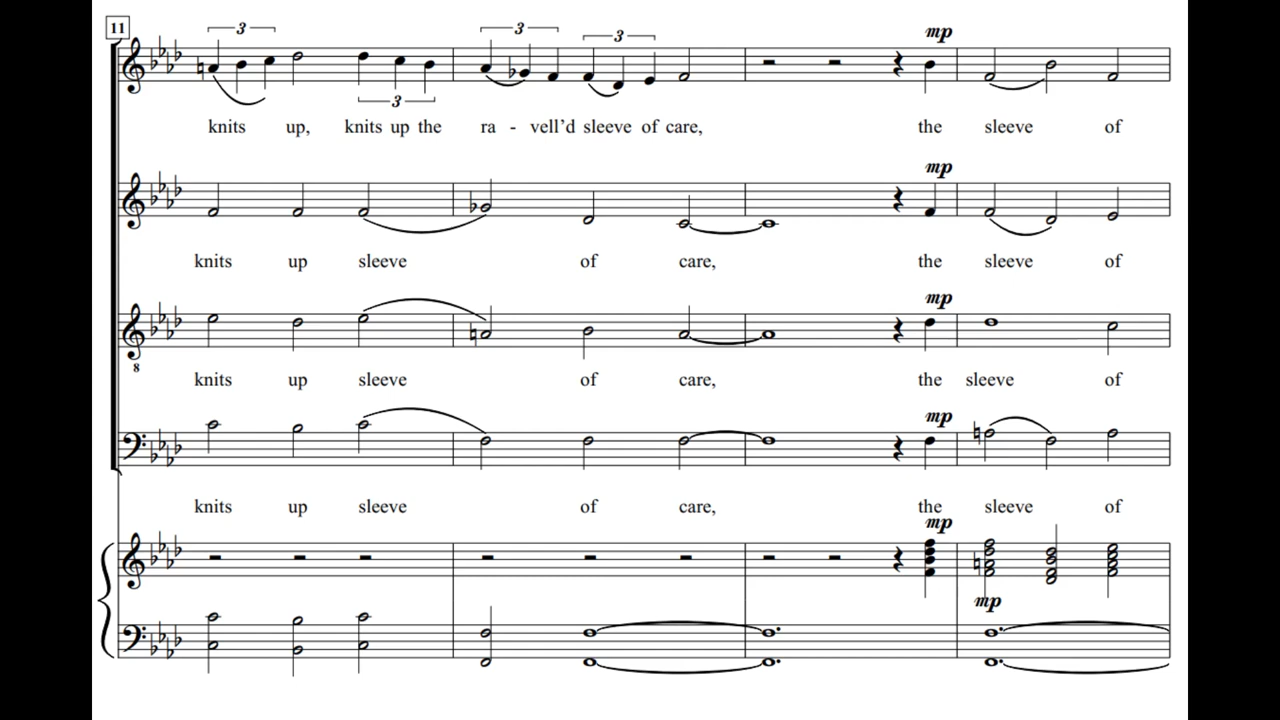 11
3 3 3
mp
3
knits up, knits up the ra - vell'd sleeve of care, the sleeve of
mp
knits up sleeve of care, the sleeve of
mp
8
knits up sleeve of care, the sleeve of
mp
knits up sleeve of care, the sleeve of
mp
mp